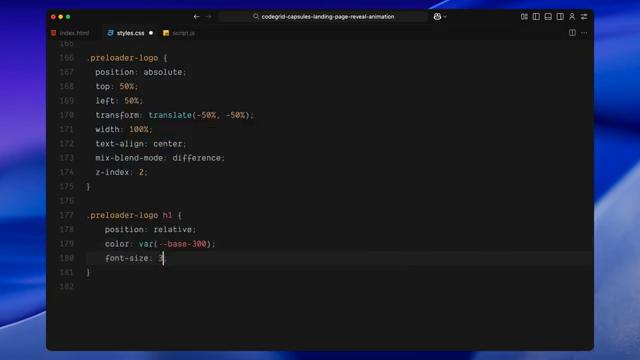 codegrid-capsules-landing-page-reveal-animation
index.html
styles.css
script.js
165
166 .preloader-logo {
167 position: absolute;
168 top: 50%;
169 left: 50%;
170 transform: translate(-50%, -50%);
171 width: 100%;
172 text-align: center;
173 mix-blend-mode: difference;
174 z-index: 2;
175 }
176
177 .preloader-logo h1 {
178 position: relative;
179 color: var(--base-300);
180 font-size: 3;
181 }
182